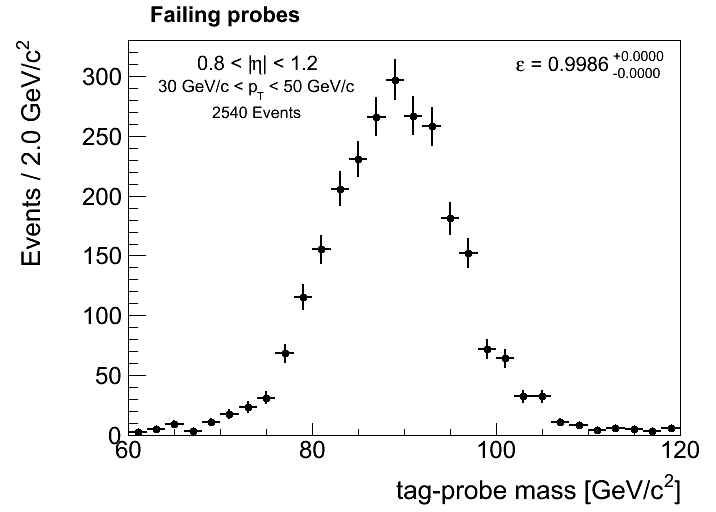 Failing probes
0.8 < |η| < 1.2
30 GeV/c < p_T < 50 GeV/c
2540 Events
ε = 0.9986 +0.0000 -0.0000
Events / 2.0 GeV/c²
300
250
200
150
100
50
0
60 80 100 120
tag-probe mass [GeV/c²]